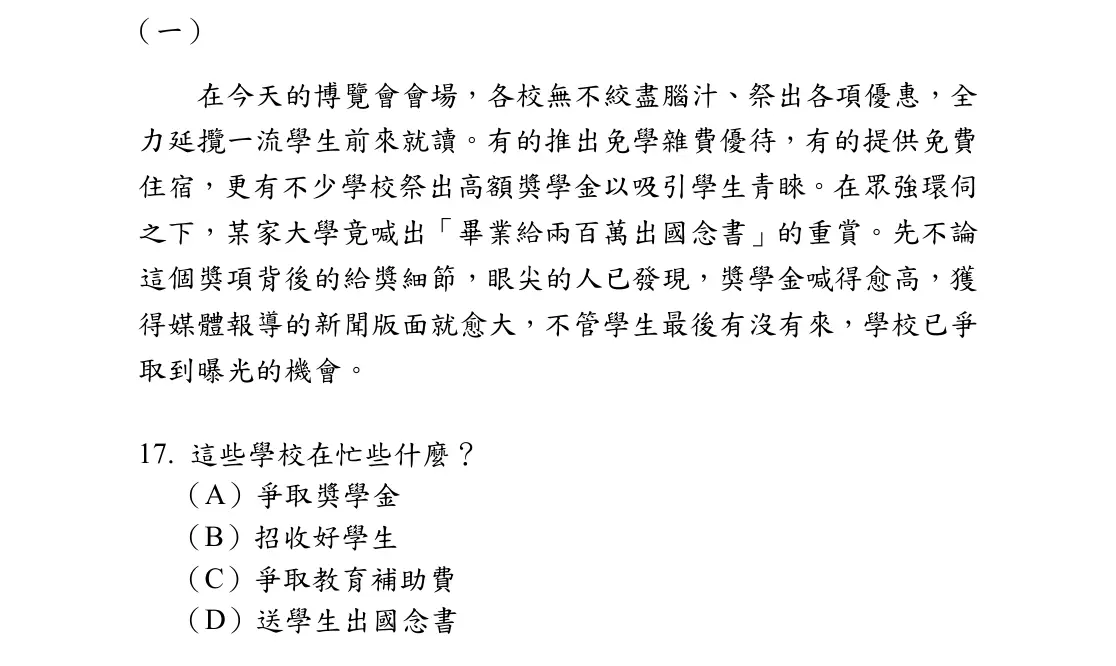 (一)
在今天的博覽會會場，各校無不絞盡腦汁、祭出各項優惠，全
力延攬一流學生前來就讀。有的推出免學雜費優待，有的提供免費
住宿，更有不少學校祭出高額獎學金以吸引學生青睞。在眾強環伺
之下，某家大學竟喊出「畢業給兩百萬出國念書」的重賞。先不論
這個獎項背後的給獎細節，眼尖的人已發現，獎學金喊得愈高，獲
得媒體報導的新聞版面就愈大，不管學生最後有沒有來，學校已爭
取到曝光的機會。
17. 這些學校在忙些什麼？
(A) 爭取獎學金
(B) 招收好學生
(C) 爭取教育補助費
(D) 送學生出國念書